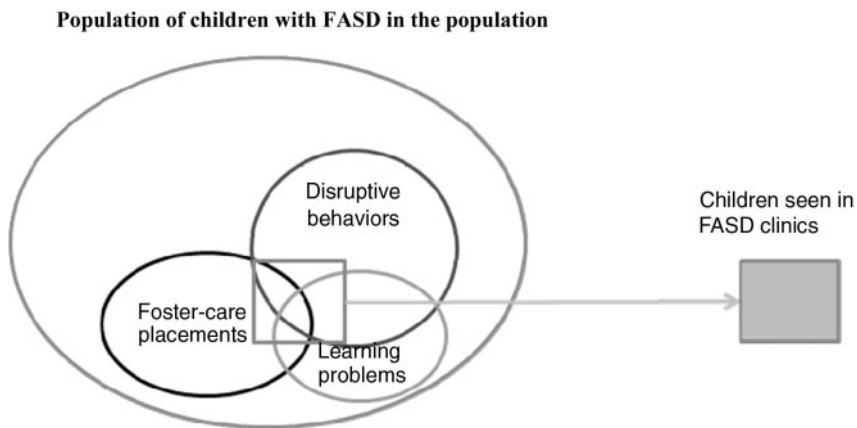 Population of children with FASD in the population
Disruptive
behaviors
Children seen in
FASD clinics
Foster-care
placements
Learning
problems